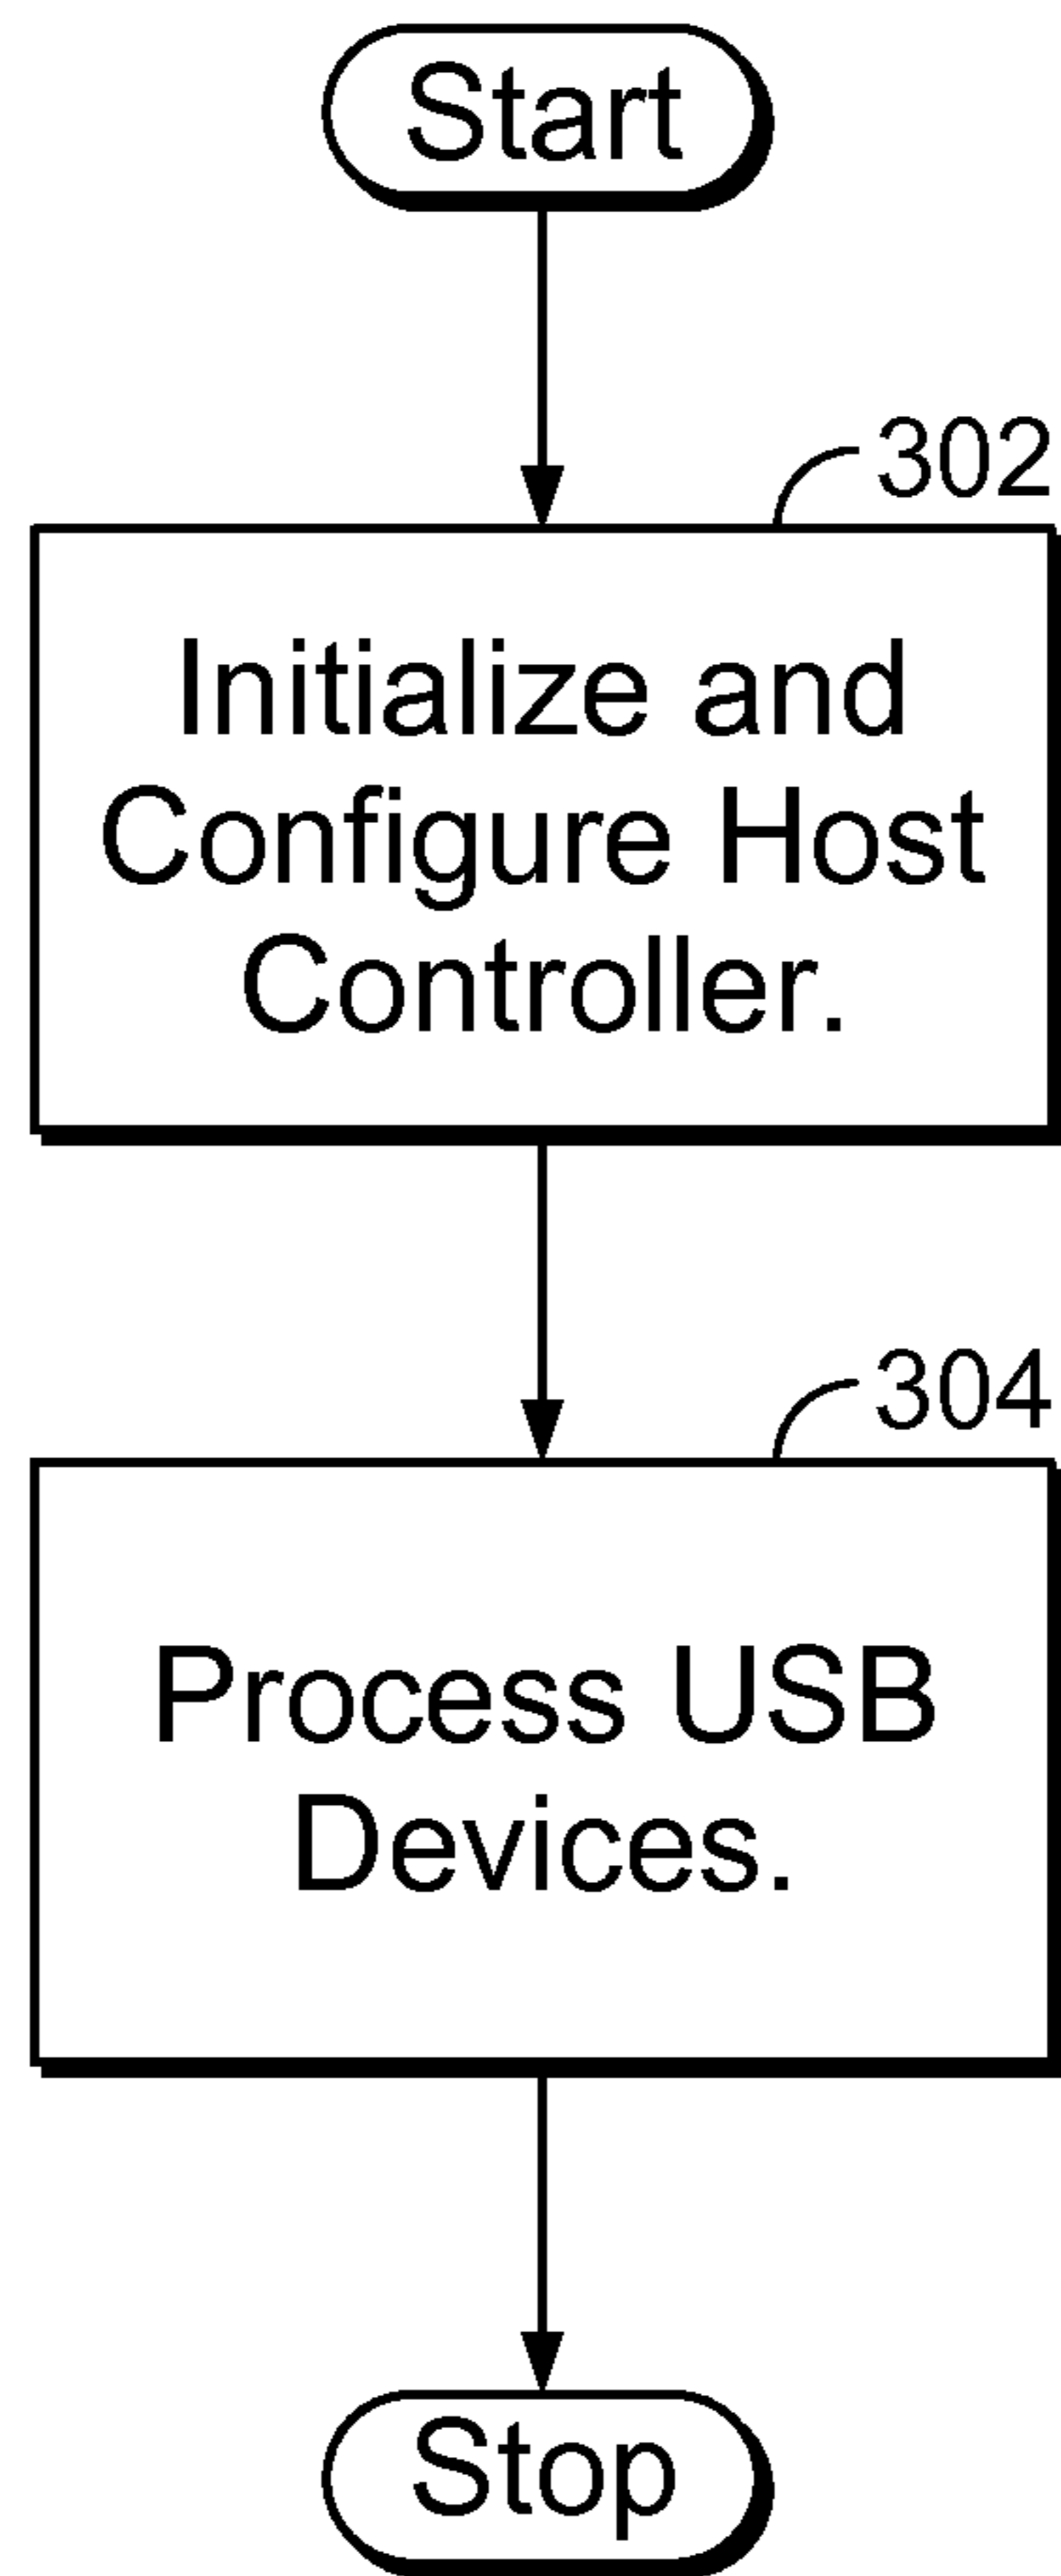 Start
302
Initialize and
Configure Host
Controller.
304
Process USB
Devices.
Stop